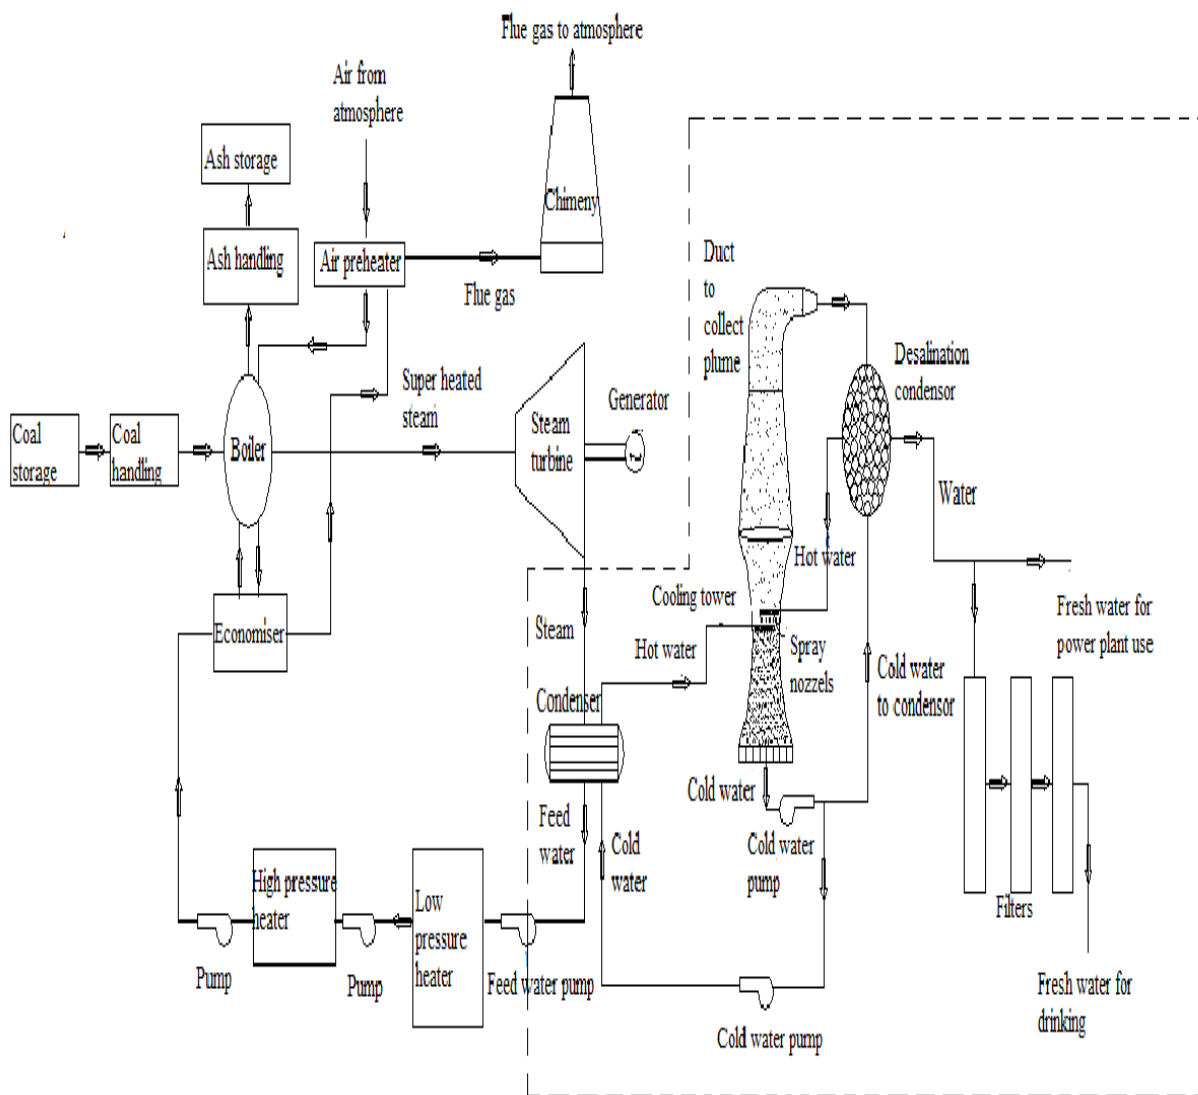 Flue gas to atmosphere
Air from
atmosphere
Ash storage
Chimeny
Ash handling
Air preheater
Flue gas
Duct
to
collect
plume
Desalination
condensor
Super heated
steam
Generator
Coal
storage
Coal
handling
Boiler
Steam
turbine
Water
Hot water
Cooling tower
Fresh water for
power plant use
Economiser
Steam
Hot water
Spray
nozzels
Cold water
to condensor
Condenser
Cold water
Feed
water
Cold
water
Cold water
pump
High pressure
heater
Low
pressure
heater
Filters
Pump
Pump
Feed water pump
Fresh water for
drinking
Cold water pump